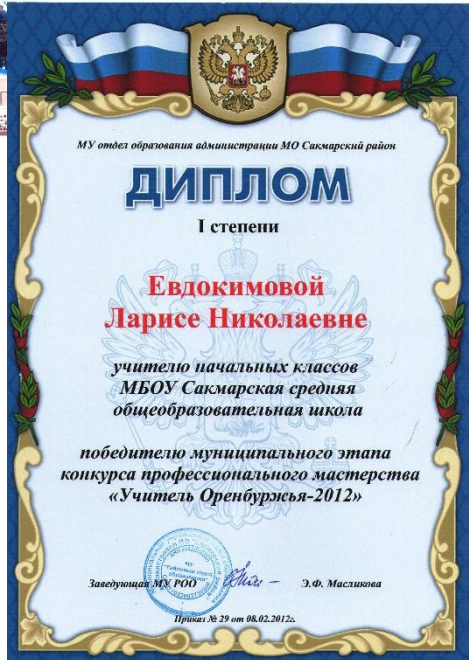 МУ отдел образования администрации МО Сакмарский район
ДИПЛОМ
I степени
Евдокимовой
Ларисе Николаевне
учителю начальных классов
МБОУ Сакмарская средняя
общеобразовательная школа
победителю муниципального этапа
конкурса профессионального мастерства
«Учитель Оренбуржья-2012»
Заведующая МУ РОО Э.Ф. Масликова
Приказ № 29 от 08.02.2012г.